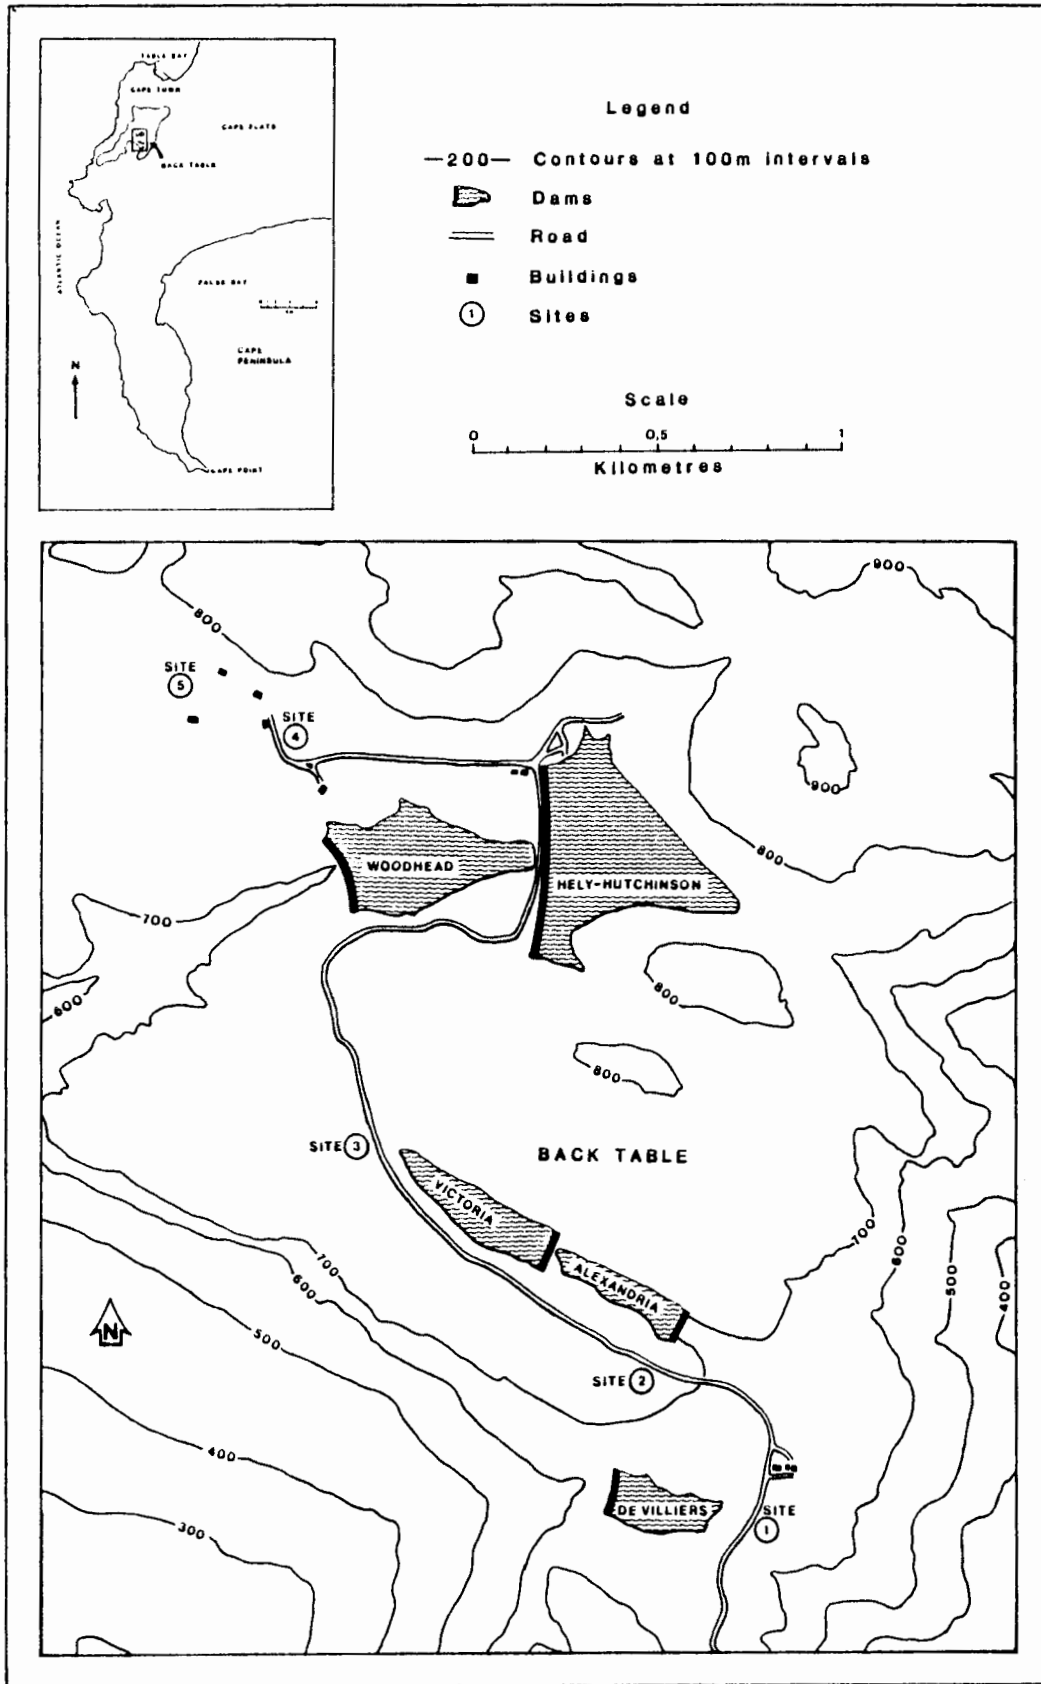 TABLE BAY
CAPE TOWN
CAPE FLATS
BACK TABLE
ATLANTIC OCEAN
FALSE BAY
CAPE
PENINSULA
N
CAPE POINT
Legend
200 Contours at 100m intervals
Dams
Road
Buildings
1 Sites
Scale
0 0,5 1
Kilometres
900
800
SITE
5
SITE
4
900
800
WOODHEAD
HELY-HUTCHINSON
700
800
600
800
SITE 3
BACK TABLE
VICTORIA
700
700
600
600
ALEXANDRIA
500
400
N
500
SITE 2
400
DE VILLIERS
SITE
1
300